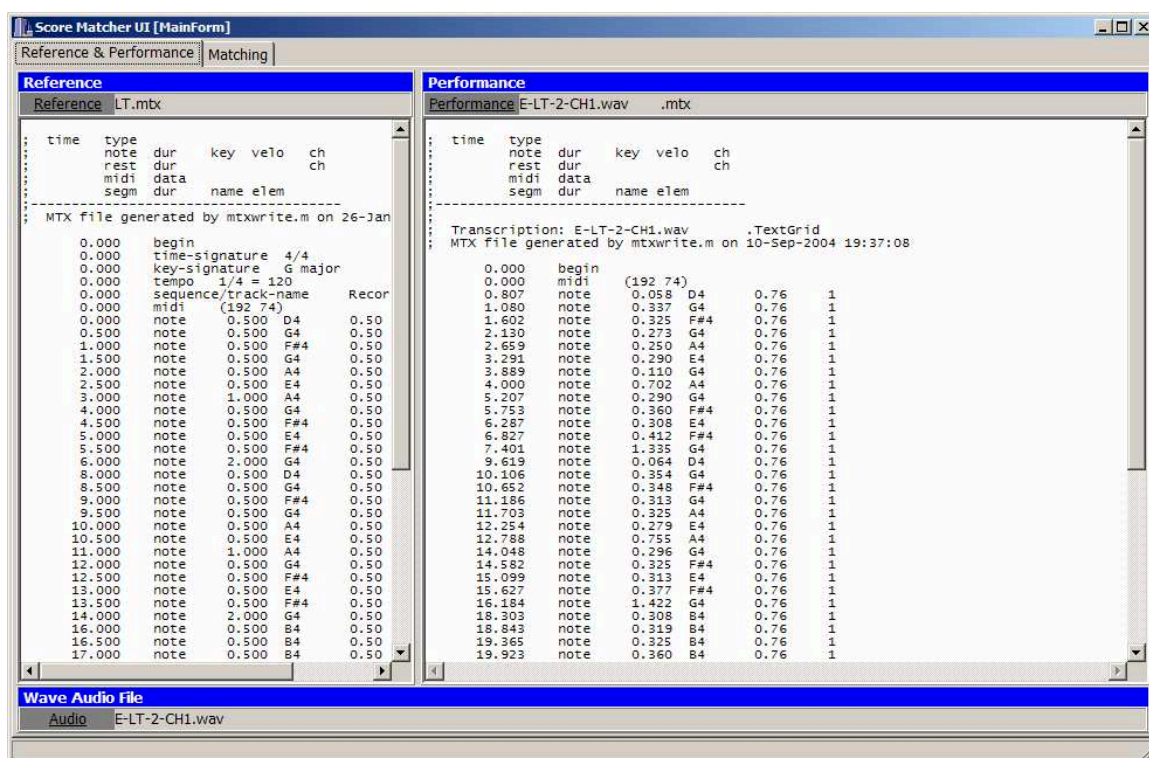 Score Matcher UI [MainForm]
Reference & Performance Matching
Reference
Reference LT.mtx
; time type
; note dur key velo ch
; rest dur ch
; midi data
; segm dur name elem
;----------------------------------------
; MTX file generated by mtxwrite.m on 26-Jan
0.000 begin
0.000 time-signature 4/4
0.000 key-signature G major
0.000 tempo 1/4 = 120
0.000 sequence/track-name Recor
0.000 midi (192 74)
0.000 note 0.500 D4 0.50
0.500 note 0.500 G4 0.50
1.000 note 0.500 F#4 0.50
1.500 note 0.500 G4 0.50
2.000 note 0.500 A4 0.50
2.500 note 0.500 E4 0.50
3.000 note 1.000 A4 0.50
4.000 note 0.500 G4 0.50
4.500 note 0.500 F#4 0.50
5.000 note 0.500 E4 0.50
5.500 note 0.500 F#4 0.50
6.000 note 2.000 G4 0.50
8.000 note 0.500 D4 0.50
8.500 note 0.500 G4 0.50
9.000 note 0.500 F#4 0.50
9.500 note 0.500 G4 0.50
10.000 note 0.500 A4 0.50
10.500 note 0.500 E4 0.50
11.000 note 1.000 A4 0.50
12.000 note 0.500 G4 0.50
12.500 note 0.500 F#4 0.50
13.000 note 0.500 E4 0.50
13.500 note 0.500 F#4 0.50
14.000 note 2.000 G4 0.50
16.000 note 0.500 B4 0.50
16.500 note 0.500 B4 0.50
17.000 note 0.500 B4 0.50
Performance
Performance E-LT-2-CH1.wav .mtx
; time type
; note dur key velo ch
; rest dur ch
; midi data
; segm dur name elem
;----------------------------------------
;
; Transcription: E-LT-2-CH1.wav .TextGrid
; MTX file generated by mtxwrite.m on 10-Sep-2004 19:37:08
0.000 begin
0.000 midi (192 74)
0.807 note 0.058 D4 0.76 1
1.080 note 0.337 G4 0.76 1
1.602 note 0.325 F#4 0.76 1
2.130 note 0.273 G4 0.76 1
2.659 note 0.250 A4 0.76 1
3.291 note 0.290 E4 0.76 1
3.889 note 0.110 G4 0.76 1
4.000 note 0.702 A4 0.76 1
5.207 note 0.290 G4 0.76 1
5.753 note 0.360 F#4 0.76 1
6.287 note 0.308 E4 0.76 1
6.827 note 0.412 F#4 0.76 1
7.401 note 1.335 G4 0.76 1
9.619 note 0.064 D4 0.76 1
10.106 note 0.354 G4 0.76 1
10.652 note 0.348 F#4 0.76 1
11.186 note 0.313 G4 0.76 1
11.703 note 0.325 A4 0.76 1
12.254 note 0.279 E4 0.76 1
12.788 note 0.755 A4 0.76 1
14.048 note 0.296 G4 0.76 1
14.582 note 0.325 F#4 0.76 1
15.099 note 0.313 E4 0.76 1
15.627 note 0.377 F#4 0.76 1
16.184 note 1.422 G4 0.76 1
18.303 note 0.308 B4 0.76 1
18.843 note 0.319 B4 0.76 1
19.365 note 0.325 B4 0.76 1
19.923 note 0.360 B4 0.76 1
Wave Audio File
Audio E-LT-2-CH1.wav